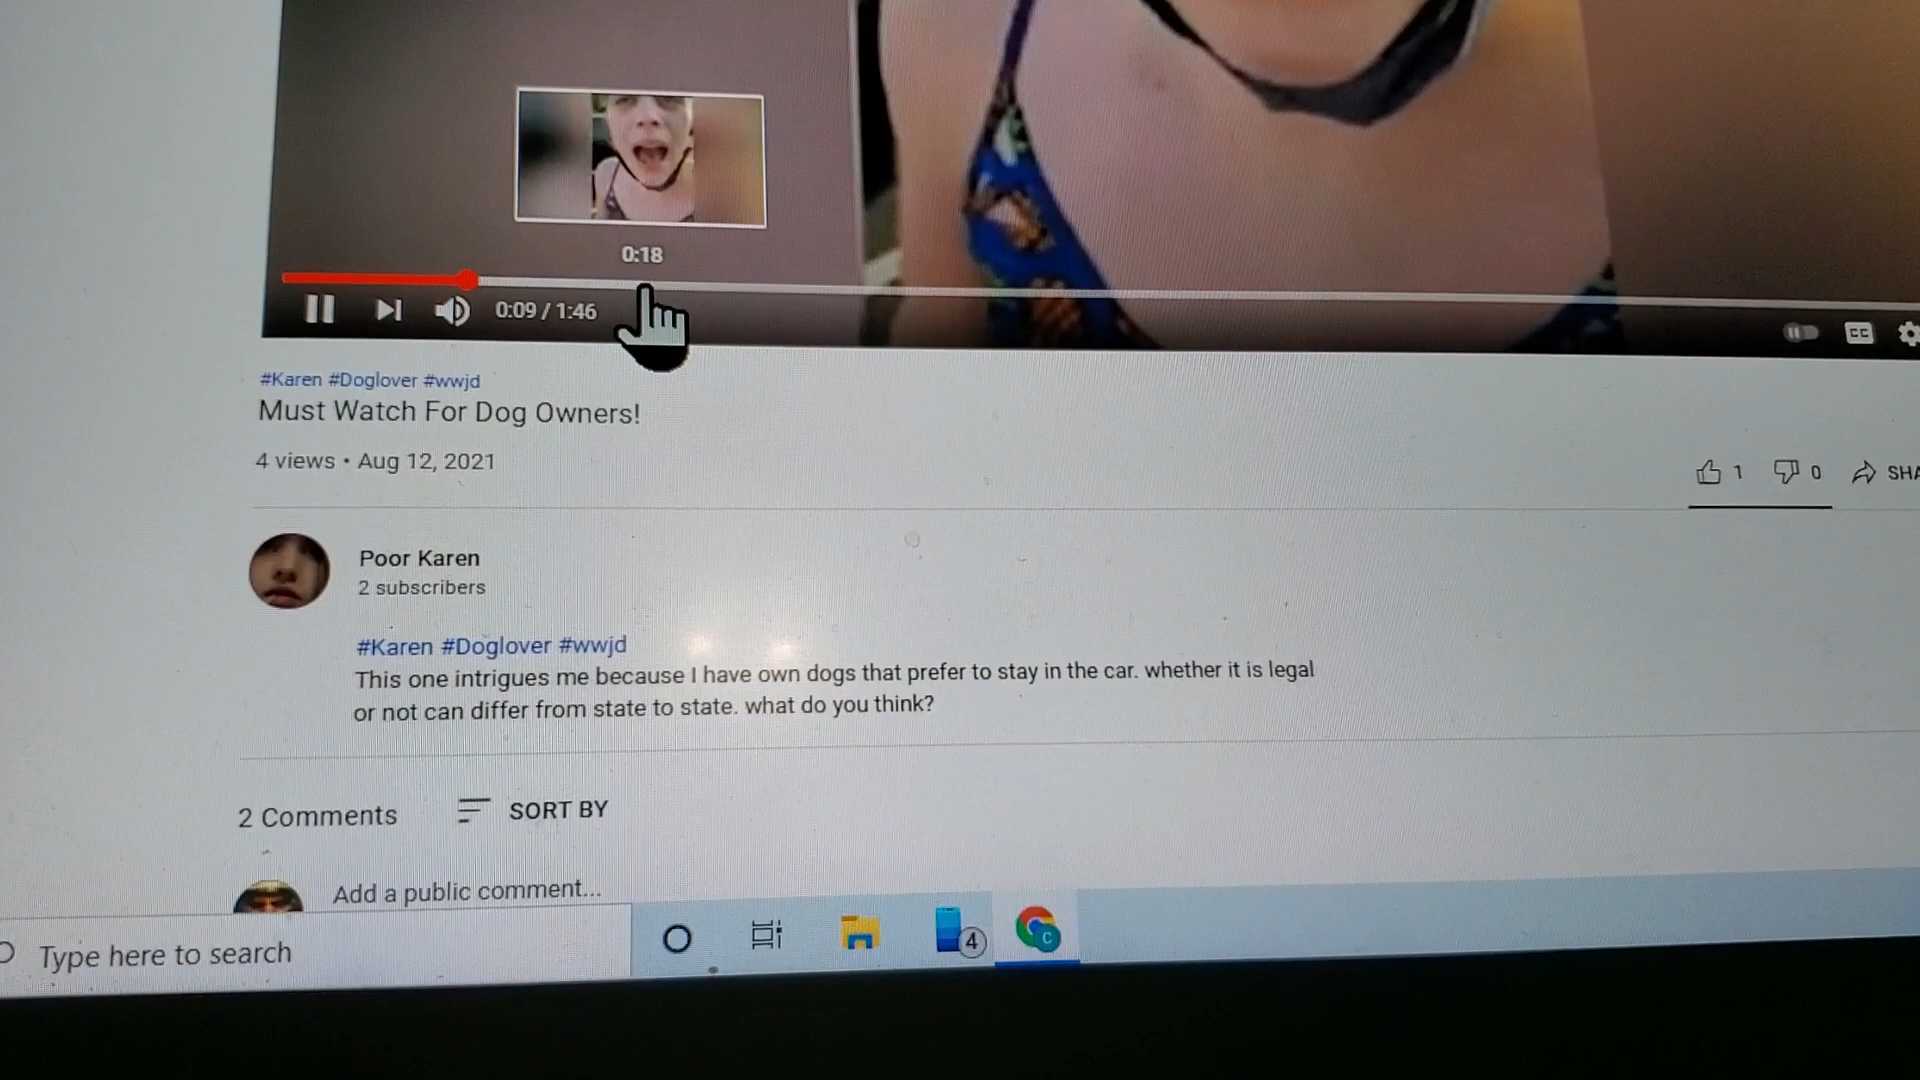 0:18
0:09 / 1:46
CC
#Karen #Doglover #wwjd
Must Watch For Dog Owners!
4 views • Aug 12, 2021
1
0
SHA
Poor Karen
2 subscribers
#Karen #Doglover #wwjd
This one intrigues me because I have own dogs that prefer to stay in the car. whether it is legal
or not can differ from state to state. what do you think?
2 Comments
SORT BY
Add a public comment...
Type here to search
4
C